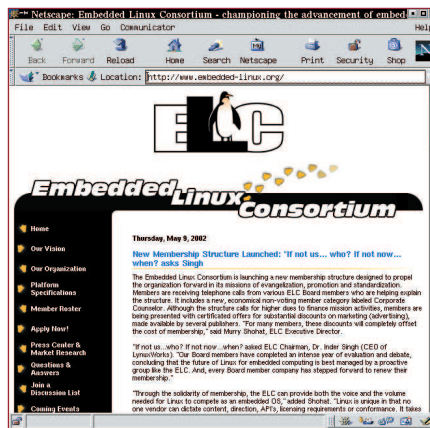 Netscape: Embedded Linux Consortium - championing the advancement of embed
File Edit View Go Communicator Help
Back Forward Reload Home Search Netscape Print Security Shop
Bookmarks Location: http://www.embedded-linux.org/
ELC
Embedded Linux Consortium
Home
Our Vision
Our Organization
Platform
Specifications
Member Roster
Apply Now!
Press Center &
Market Research
Questions &
Answers
Join a
Discussion List
Coming Events
Thursday, May 9, 2002
New Membership Structure Launched: "If not us... who? If not now...
when? asks Singh
The Embedded Linux Consortium is launching a new membership structure designed to propel
the organization forward in its missions of evangelization, promotion and standardization.
Members are receiving telephone calls from various ELC Board members who are helping explain
the structure. It includes a new, economical non-voting member category labeled Corporate
Counselor. Although the structure calls for higher dues to finance mission activities, members are
being presented with certificated offers for substantial discounts on marketing (advertising),
made available by several publishers. "For many members, these discounts will completely offset
the cost of membership," said Murry Shohat, ELC Executive Director.
"If not us...who? If not now...when? asked ELC Chairman, Dr. Inder Singh (CEO of
LynuxWorks). "Our Board members have completed an intense year of evaluation and debate,
concluding that the future of Linux for embedded computing is best managed by a proactive
group like the ELC. And, every Board member company has stepped forward to renew their
membership."
"Through the solidarity of membership, the ELC can provide both the voice and the volume
needed for Linux to compete as an embedded OS," added Shohat. "Linux is unique in that no
one vendor can dictate content, direction, API's, licensing requirements or conformance. It takes